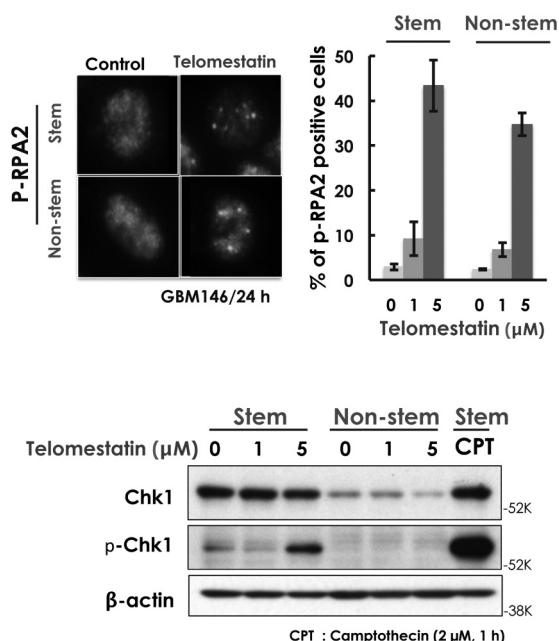 Control Telomestatin
P-RPA2
Stem
Non-stem
GBM146/24 h
Stem Non-stem
% of p-RPA2 positive cells
50
40
30
20
10
0
0 1 5 0 1 5
Telomestatin (μM)
Stem Non-stem Stem
Telomestatin (μM) 0 1 5 0 1 5 CPT
Chk1
-52K
p-Chk1
-52K
β-actin
-38K
CPT : Camptothecin (2 μM, 1 h)